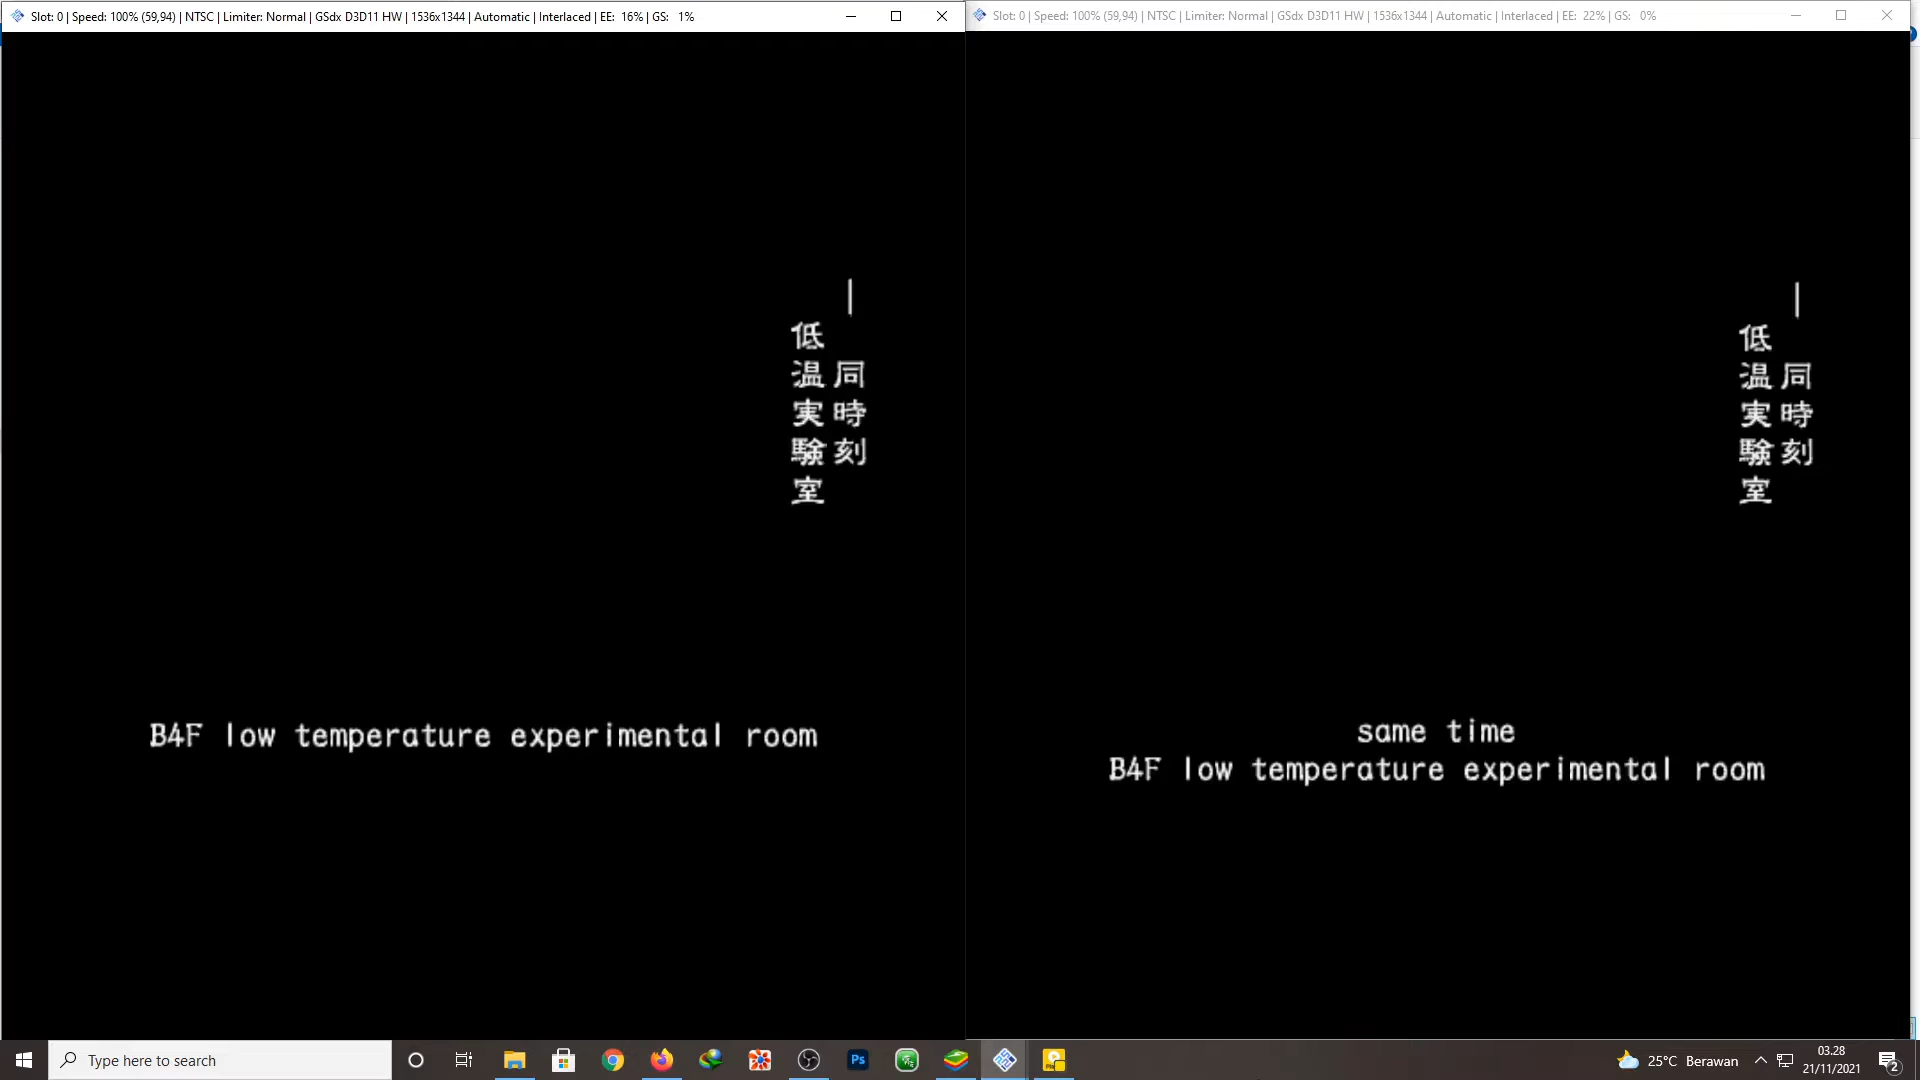 Slot: 0 | Speed: 100% (59,94) | NTSC | Limiter: Normal | GSdx D3D11 HW | 1536x1344 | Automatic | Interlaced | EE: 16% | GS: 1%
Slot: 0 | Speed: 100% (59,94) | NTSC | Limiter: Normal | GSdx D3D11 HW | 1536x1344 | Automatic | Interlaced | EE: 22% | GS: 0%
｜同時刻
低温実験室
B4F low temperature experimental room
｜同時刻
低温実験室
same time
B4F low temperature experimental room
Type here to search
Ps
25°C Berawan
03.28
21/11/2021
2